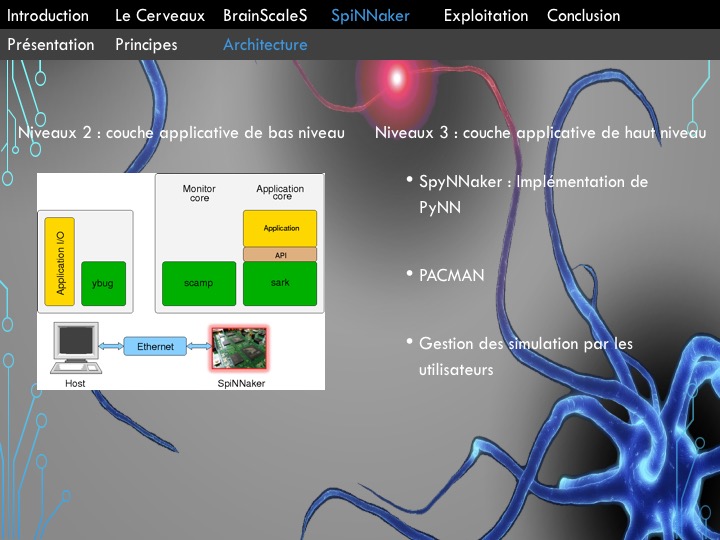 Introduction Le Cerveaux BrainScaleS SpiNNaker Exploitation Conclusion
Présentation Principes Architecture
Niveaux 2 : couche applicative de bas niveau
Monitor
core
Application
core
Application I/O
ybug
scamp
Application
API
sark
Ethernet
Host
SpiNNaker
Niveaux 3 : couche applicative de haut niveau
• SpyNNaker : Implémentation de
PyNN
• PACMAN
• Gestion des simulation par les
utilisateurs